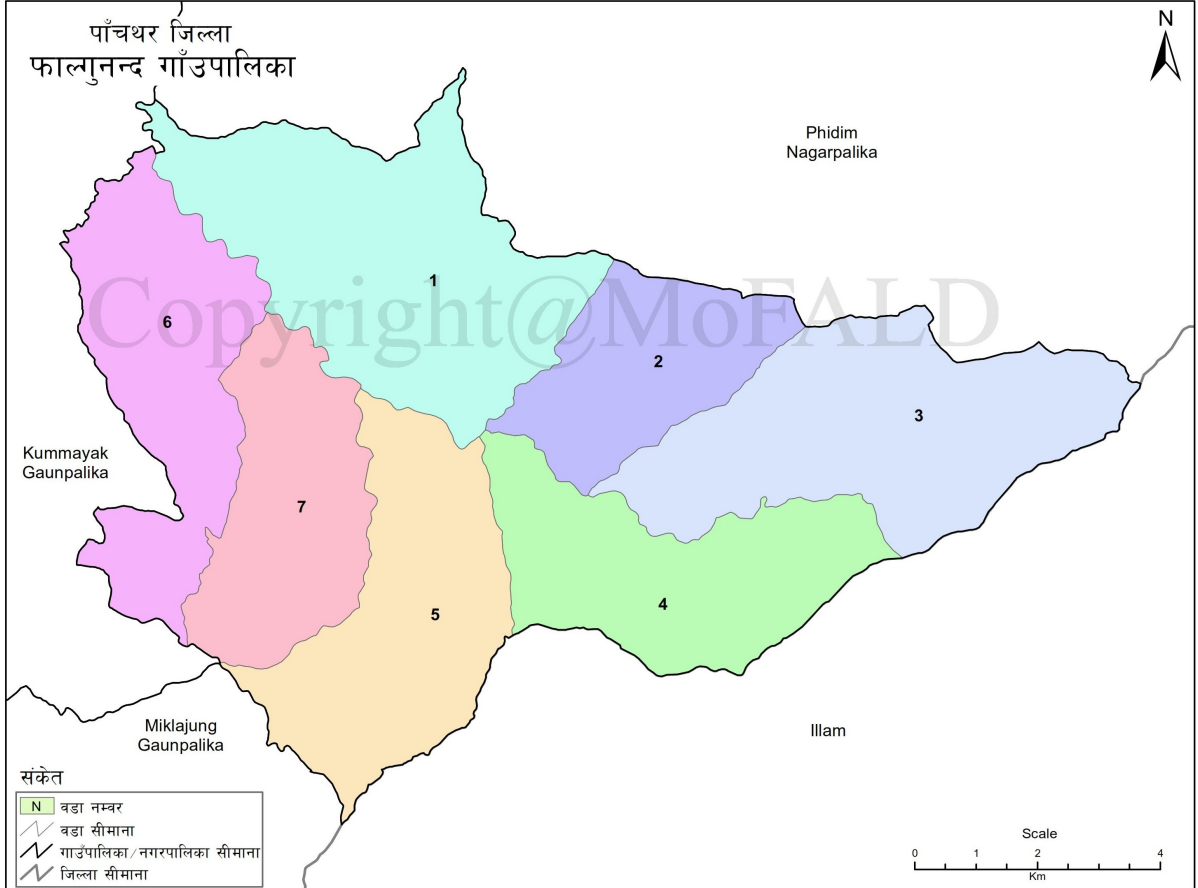 पाँचथर जिल्ला
फाल्गुनन्द गाँउपालिका
N
Phidim
Nagarpalika
1
Copyright@MoFALD
6
2
3
Kummayak
Gaunpalika
7
4
5
Miklajung
Gaunpalika
Illam
संकेत
N वडा नम्बर
वडा सीमाना
गाउँपालिका/नगरपालिका सीमाना
जिल्ला सीमाना
Scale
0 1 2 4
Km